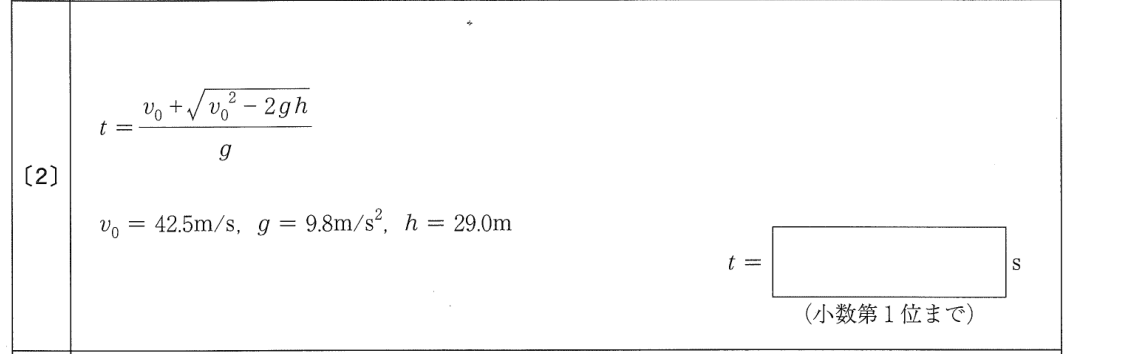 〔2〕
t = (v₀ + √(v₀² − 2gh)) / g
v₀ = 42.5m/s, g = 9.8m/s², h = 29.0m
t = s
(小数第1位まで)